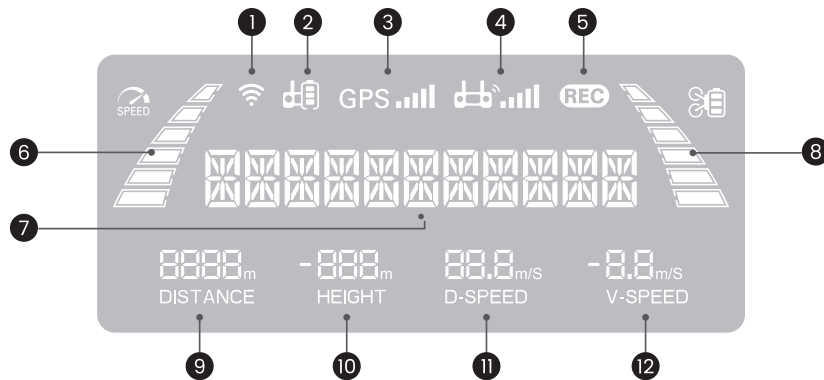 1 2 3 4 5
SPEED GPS REC
6 8
7
8888m -888m 88.8m/S -8.8m/S
DISTANCE HEIGHT D-SPEED V-SPEED
9 10 11 12